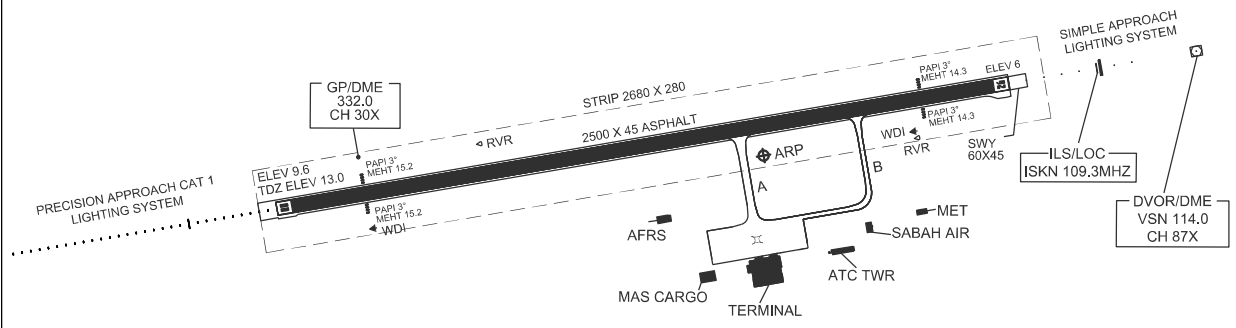 SIMPLE APPROACH
LIGHTING SYSTEM
ELEV 6
PAPI 3°
MEHT 14.3
GP/DME
332.0
CH 30X
STRIP 2680 X 280
2500 X 45 ASPHALT
RVR
PAPI 3°
MEHT 14.3
WDI
RVR
SWY
60X45
ILS/LOC
ISKN 109.3MHZ
DVOR/DME
VSN 114.0
CH 87X
ARP
A
B
PAPI 3°
MEHT 15.2
ELEV 9.6
TDZ ELEV 13.0
PRECISION APPROACH CAT 1
LIGHTING SYSTEM
PAPI 3°
MEHT 15.2
WDI
AFRS
MET
SABAH AIR
ATC TWR
MAS CARGO
TERMINAL